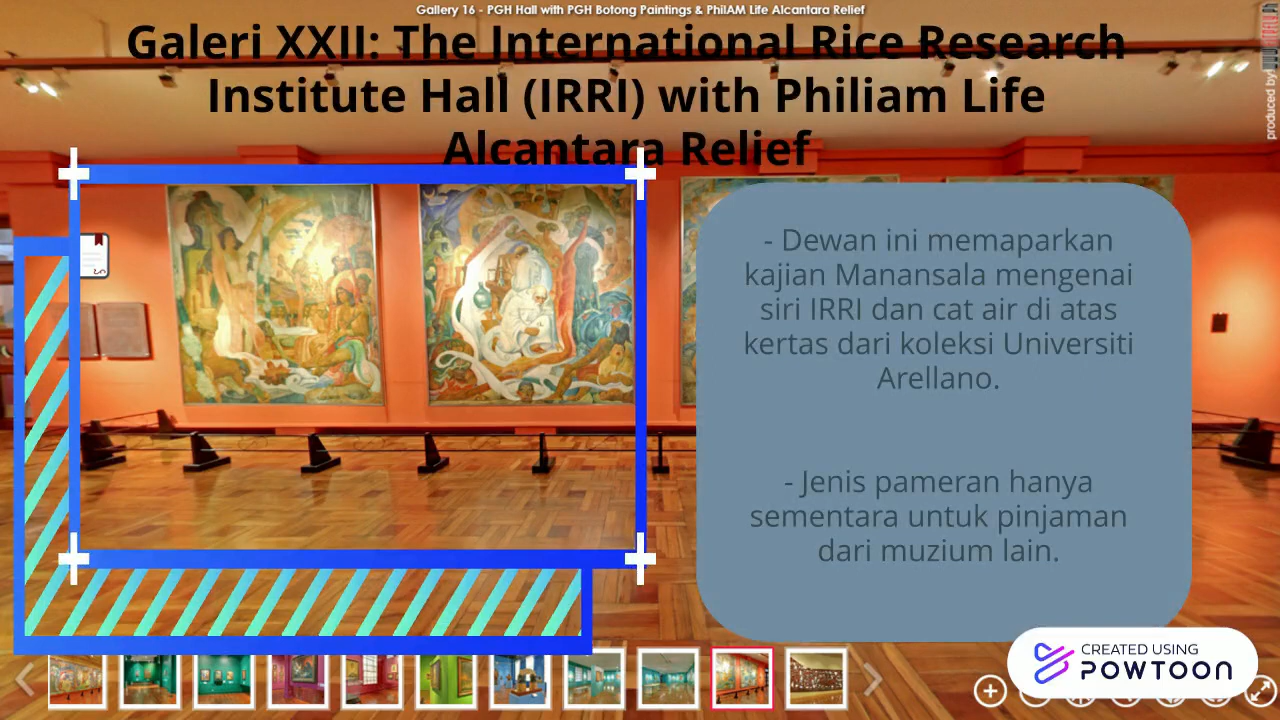 Gallery 16 - PGH Hall with PGH Botong Paintings & PhilAM Life Alcantara Relief
Galeri XXII: The International Rice Research
Institute Hall (IRRI) with Philiam Life
Alcantara Relief
produced by
- Dewan ini memaparkan
kajian Manansala mengenai
siri IRRI dan cat air di atas
kertas dari koleksi Universiti
Arellano.
- Jenis pameran hanya
sementara untuk pinjaman
dari muzium lain.
CREATED USING
POWTOON